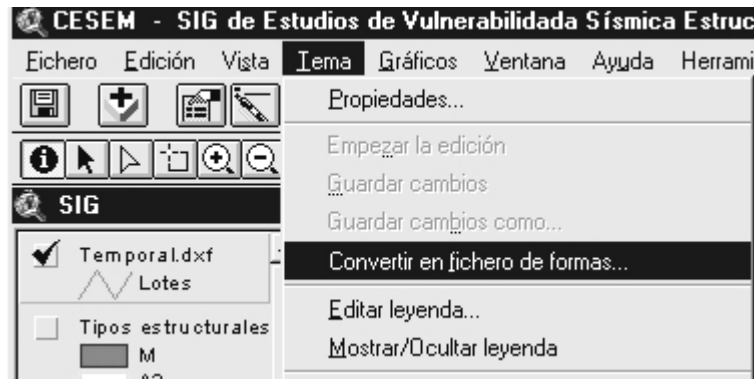 CESEM - SIG de Estudios de Vulnerabilidada Sísmica Estruc
Fichero Edición Vista Tema Gráficos Ventana Ayuda Herrami
Propiedades...
Empezar la edición
Guardar cambios
Guardar cambios como...
SIG
Temporal.dxf
Convertir en fichero de formas...
Lotes
Editar leyenda...
Tipos estructurales
Mostrar/Ocultar leyenda
M